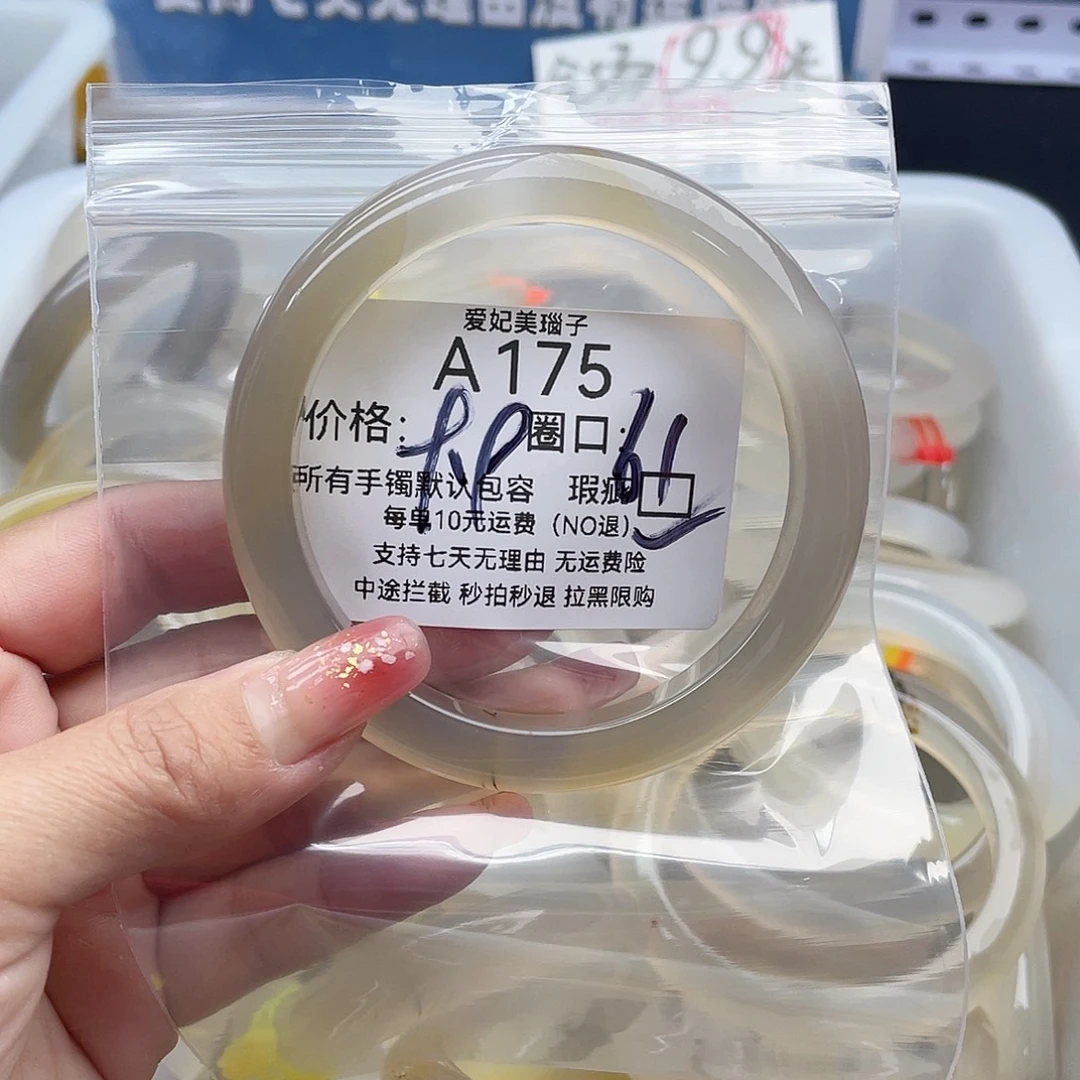 99
爱妃美瑙子
A175
价格: 圈口: 61
所有手镯默认包容 瑕疵
每单10元运费 (NO退)
支持七天无理由 无运费险
中途拦截 秒拍秒退 拉黑限购